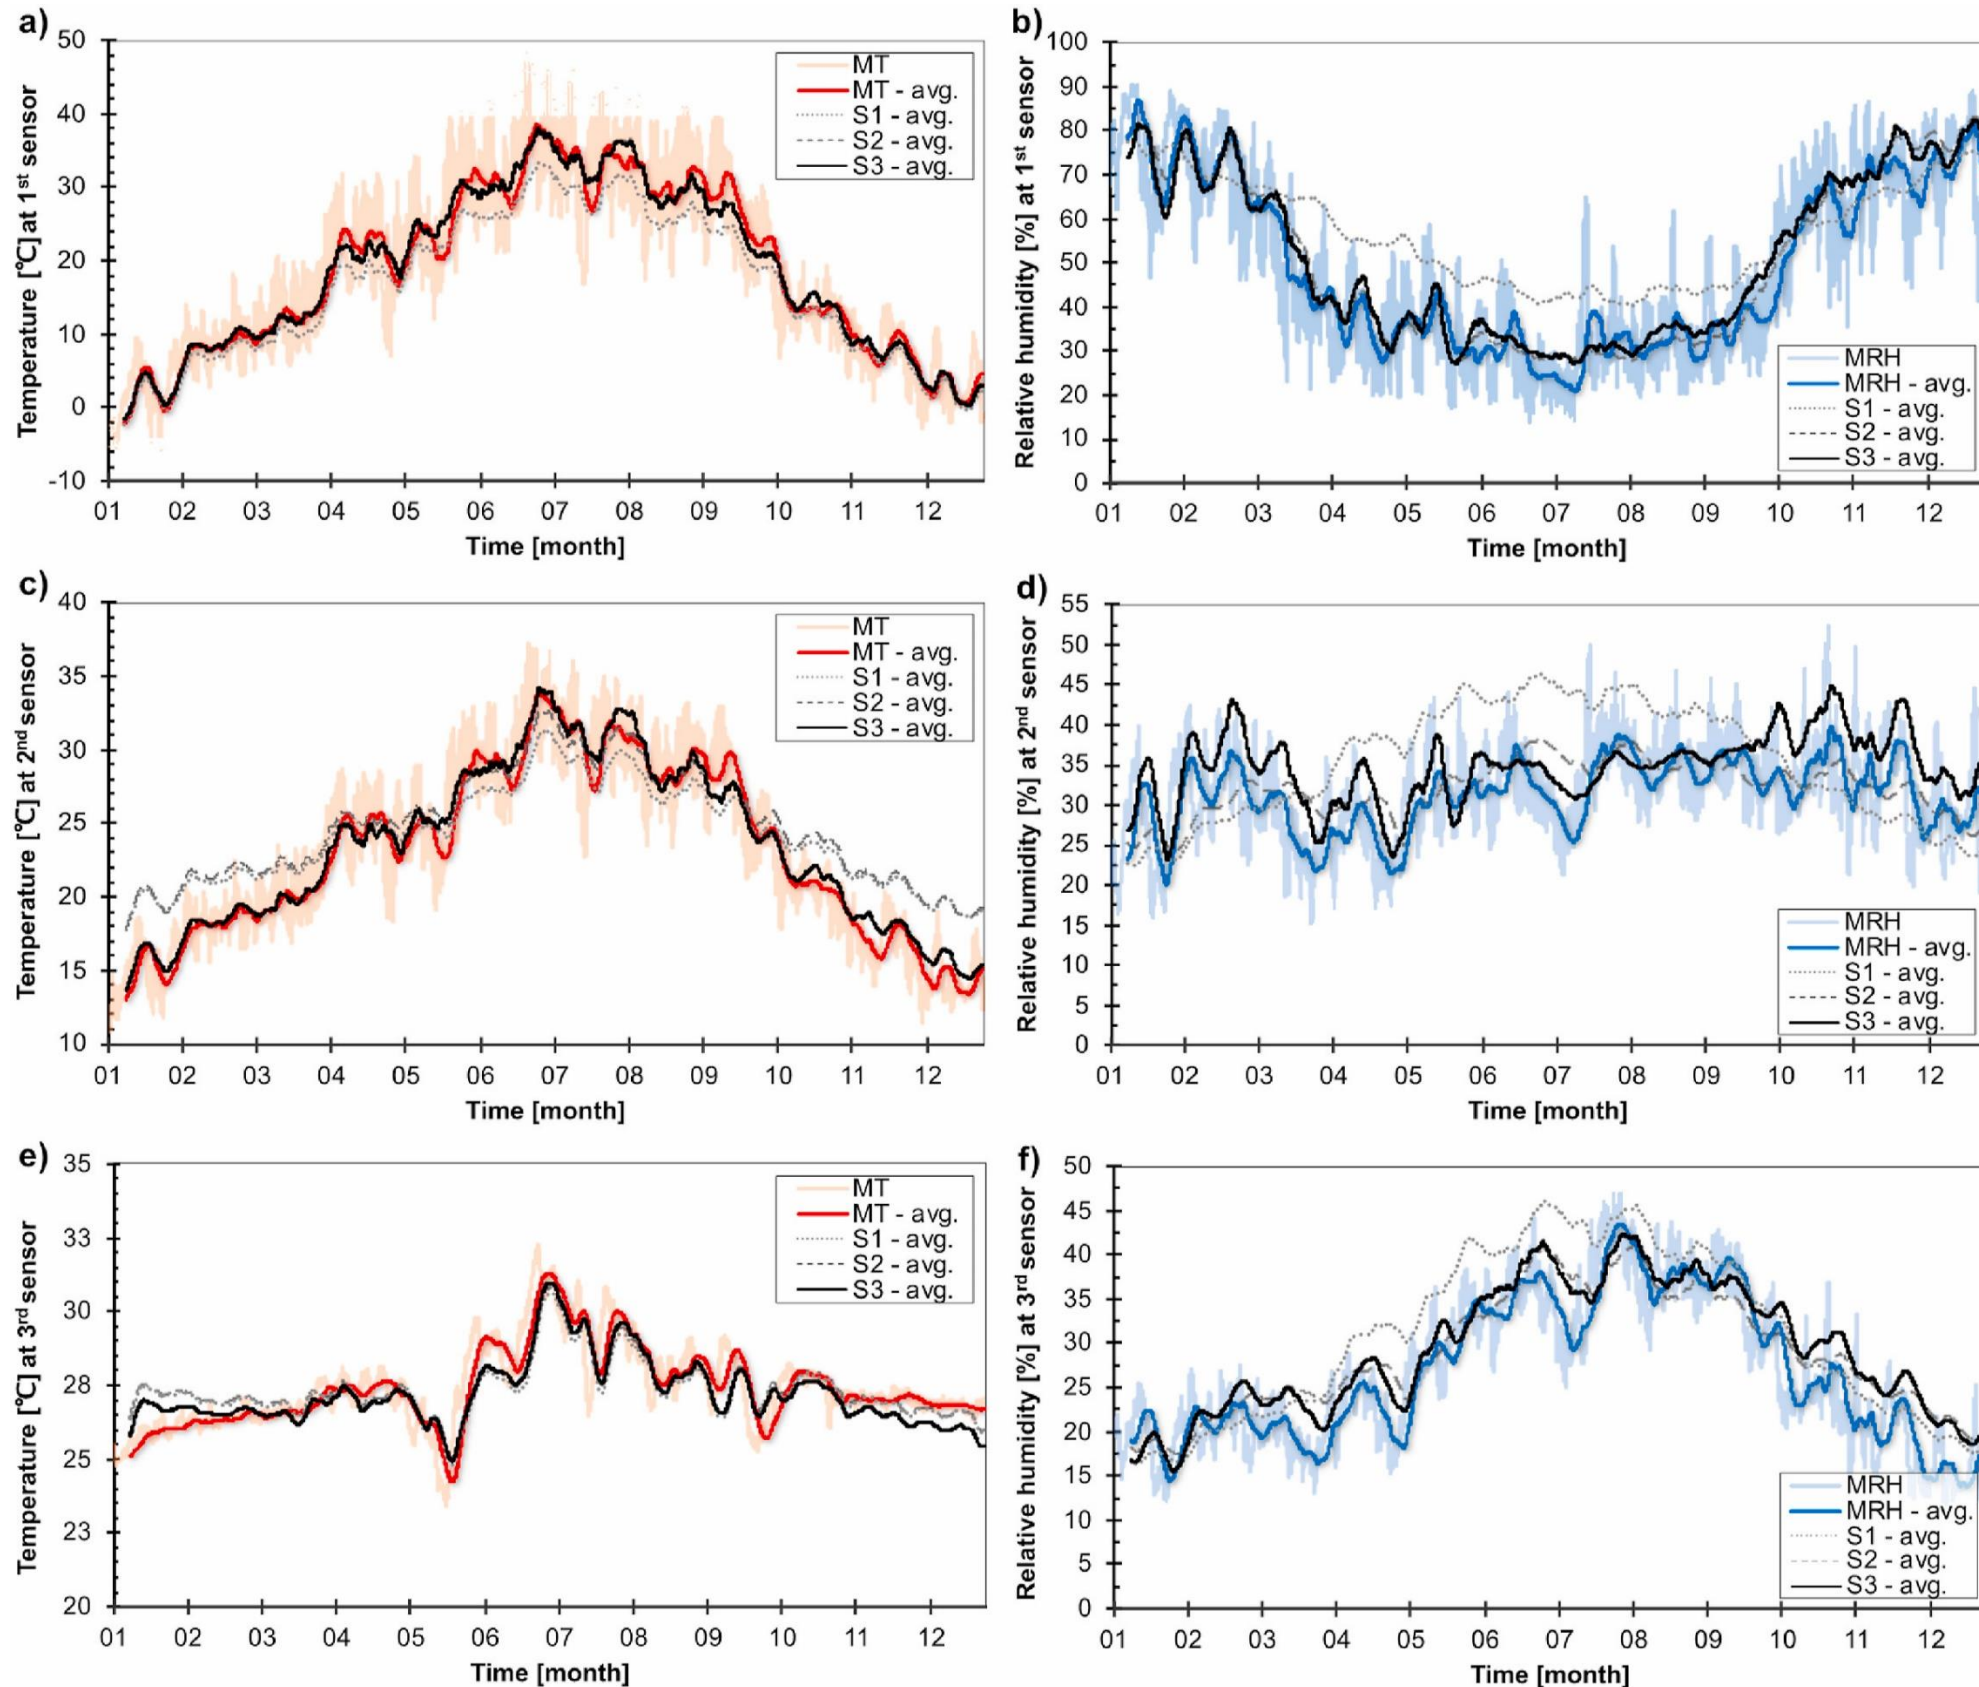 a)
Temperature [℃] at 1st sensor
50
40
30
20
10
0
-10
MT
MT - avg.
S1 - avg.
S2 - avg.
S3 - avg.
01 02 03 04 05 06 07 08 09 10 11 12
Time [month]
b)
Relative humidity [%] at 1st sensor
100
90
80
70
60
50
40
30
20
10
0
MRH
MRH - avg.
S1 - avg.
S2 - avg.
S3 - avg.
01 02 03 04 05 06 07 08 09 10 11 12
Time [month]
c)
Temperature [℃] at 2nd sensor
40
35
30
25
20
15
10
MT
MT - avg.
S1 - avg.
S2 - avg.
S3 - avg.
01 02 03 04 05 06 07 08 09 10 11 12
Time [month]
d)
Relative humidity [%] at 2nd sensor
55
50
45
40
35
30
25
20
15
10
5
0
MRH
MRH - avg.
S1 - avg.
S2 - avg.
S3 - avg.
01 02 03 04 05 06 07 08 09 10 11 12
Time [month]
e)
Temperature [℃] at 3rd sensor
35
33
30
28
25
23
20
MT
MT - avg.
S1 - avg.
S2 - avg.
S3 - avg.
01 02 03 04 05 06 07 08 09 10 11 12
Time [month]
f)
Relative humidity [%] at 3rd sensor
50
45
40
35
30
25
20
15
10
5
0
MRH
MRH - avg.
S1 - avg.
S2 - avg.
S3 - avg.
01 02 03 04 05 06 07 08 09 10 11 12
Time [month]